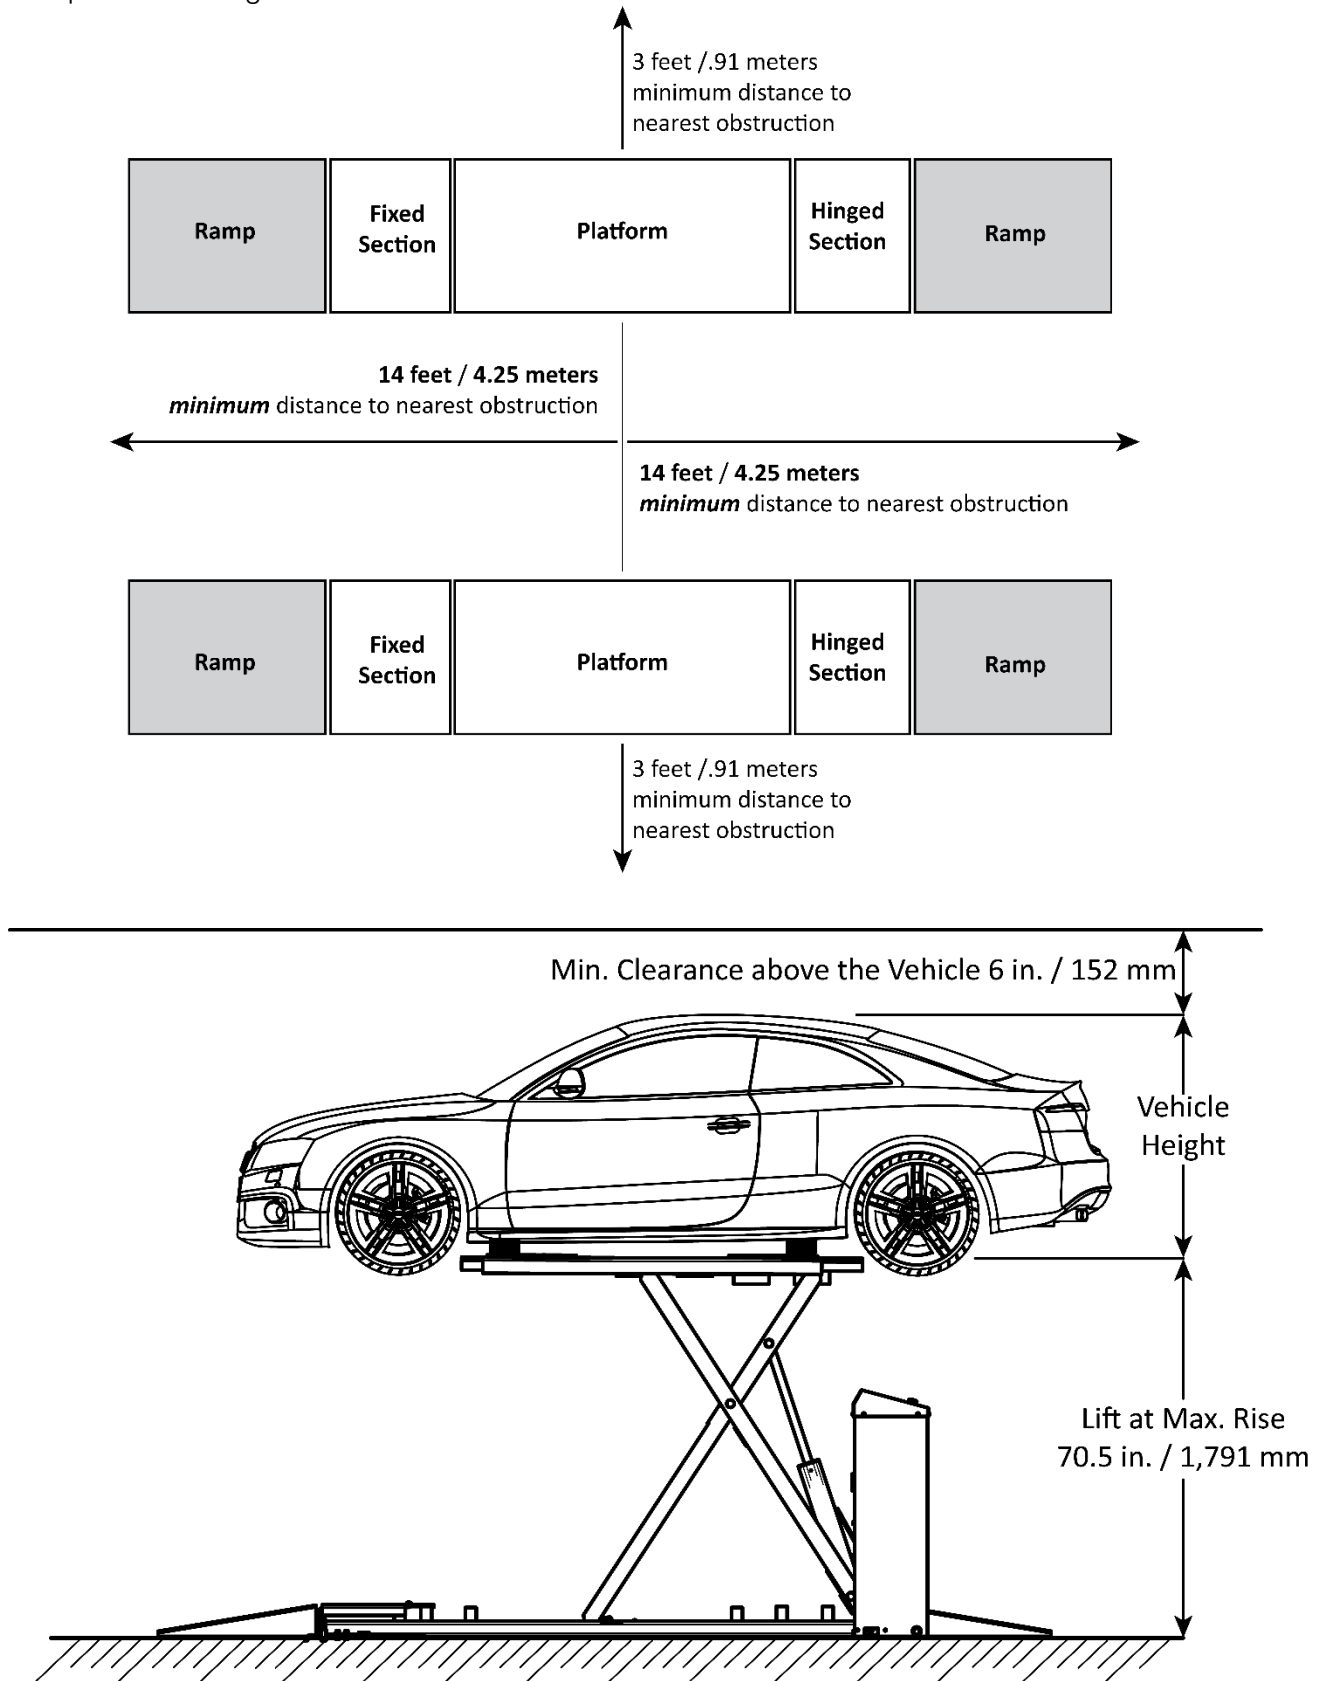 3 feet /.91 meters
minimum distance to
nearest obstruction
Ramp
Fixed
Section
Platform
Hinged
Section
Ramp
14 feet / 4.25 meters
minimum distance to nearest obstruction
14 feet / 4.25 meters
minimum distance to nearest obstruction
Ramp
Fixed
Section
Platform
Hinged
Section
Ramp
3 feet /.91 meters
minimum distance to
nearest obstruction
Min. Clearance above the Vehicle 6 in. / 152 mm
Vehicle
Height
Lift at Max. Rise
70.5 in. / 1,791 mm